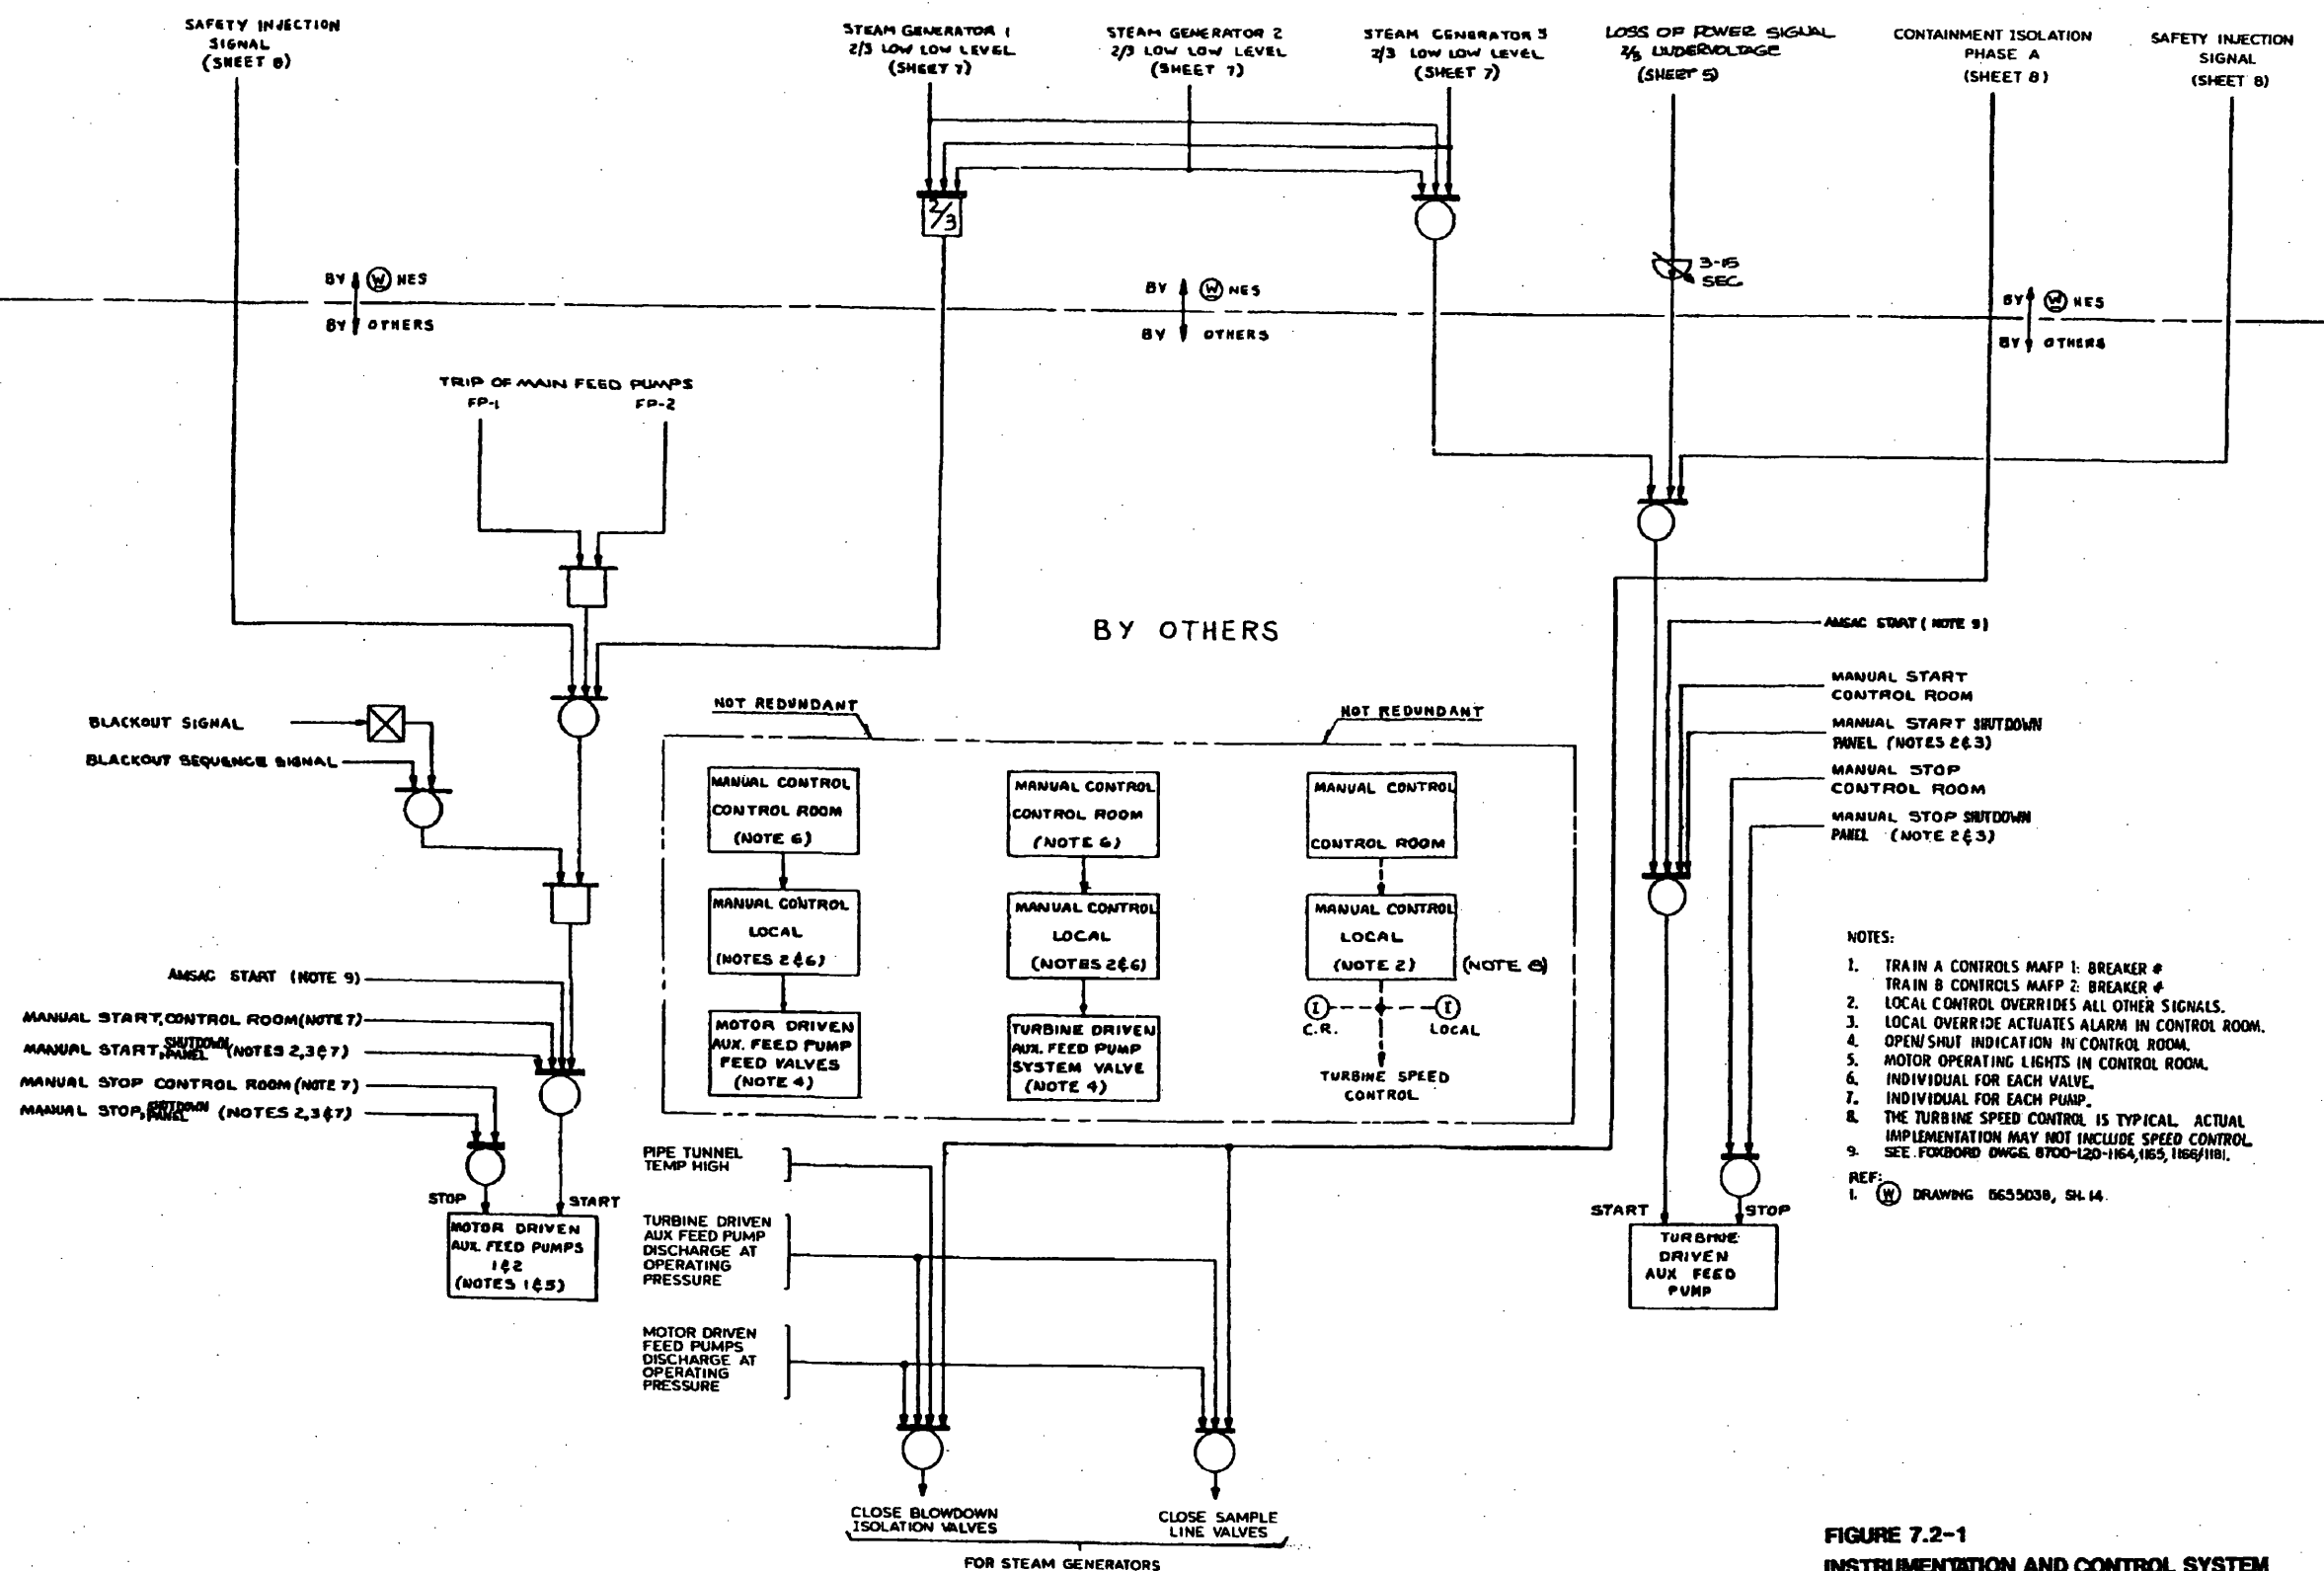 SAFETY INJECTION
SIGNAL
(SHEET 8)
STEAM GENERATOR 1
2/3 LOW LOW LEVEL
(SHEET 7)
STEAM GENERATOR 2
2/3 LOW LOW LEVEL
(SHEET 7)
STEAM GENERATOR 3
2/3 LOW LOW LEVEL
(SHEET 7)
LOSS OF POWER SIGNAL
2/3 UNDERVOLTAGE
(SHEET 5)
CONTAINMENT ISOLATION
PHASE A
(SHEET 8)
SAFETY INJECTION
SIGNAL
(SHEET 8)
2/3
3-15
SEC
BY W NES
BY OTHERS
BY W NES
BY OTHERS
BY W NES
BY OTHERS
TRIP OF MAIN FEED PUMPS
FP-1 FP-2
BY OTHERS
BLACKOUT SIGNAL
BLACKOUT SEQUENCE SIGNAL
NOT REDUNDANT
NOT REDUNDANT
MANUAL CONTROL
CONTROL ROOM
(NOTE 6)
MANUAL CONTROL
LOCAL
(NOTES 2&6)
MOTOR DRIVEN
AUX. FEED PUMP
FEED VALVES
(NOTE 4)
MANUAL CONTROL
CONTROL ROOM
(NOTE 6)
MANUAL CONTROL
LOCAL
(NOTES 2&6)
TURBINE DRIVEN
AUX. FEED PUMP
SYSTEM VALVE
(NOTE 4)
MANUAL CONTROL
CONTROL ROOM
MANUAL CONTROL
LOCAL
(NOTE 2)
(NOTE 8)
I I
C.R. LOCAL
TURBINE SPEED
CONTROL
AMSAC START (NOTE 9)
MANUAL START
CONTROL ROOM
MANUAL START SHUTDOWN
PANEL (NOTES 2&3)
MANUAL STOP
CONTROL ROOM
MANUAL STOP SHUTDOWN
PANEL (NOTE 2&3)
AMSAC START (NOTE 9)
MANUAL START, CONTROL ROOM (NOTE 7)
MANUAL START, SHUTDOWN PANEL (NOTES 2,3&7)
MANUAL STOP CONTROL ROOM (NOTE 7)
MANUAL STOP, SHUTDOWN PANEL (NOTES 2,3&7)
STOP START
MOTOR DRIVEN
AUX. FEED PUMPS
1&2
(NOTES 1&5)
PIPE TUNNEL
TEMP HIGH
TURBINE DRIVEN
AUX FEED PUMP
DISCHARGE AT
OPERATING
PRESSURE
MOTOR DRIVEN
FEED PUMPS
DISCHARGE AT
OPERATING
PRESSURE
CLOSE BLOWDOWN
ISOLATION VALVES
CLOSE SAMPLE
LINE VALVES
FOR STEAM GENERATORS
START STOP
TURBINE
DRIVEN
AUX FEED
PUMP
NOTES:
1. TRAIN A CONTROLS MAFP 1: BREAKER #
TRAIN B CONTROLS MAFP 2: BREAKER #
2. LOCAL CONTROL OVERRIDES ALL OTHER SIGNALS.
3. LOCAL OVERRIDE ACTUATES ALARM IN CONTROL ROOM.
4. OPEN/SHUT INDICATION IN CONTROL ROOM.
5. MOTOR OPERATING LIGHTS IN CONTROL ROOM.
6. INDIVIDUAL FOR EACH VALVE.
7. INDIVIDUAL FOR EACH PUMP.
8. THE TURBINE SPEED CONTROL IS TYPICAL. ACTUAL
IMPLEMENTATION MAY NOT INCLUDE SPEED CONTROL
9. SEE FOXBORO DWGS. 8700-1.20-1164, 1165, 1166/1181.
REF:
1. W DRAWING 5655D38, SH. 14.
FIGURE 7.2-1
INSTRUMENTATION AND CONTROL SYSTEM